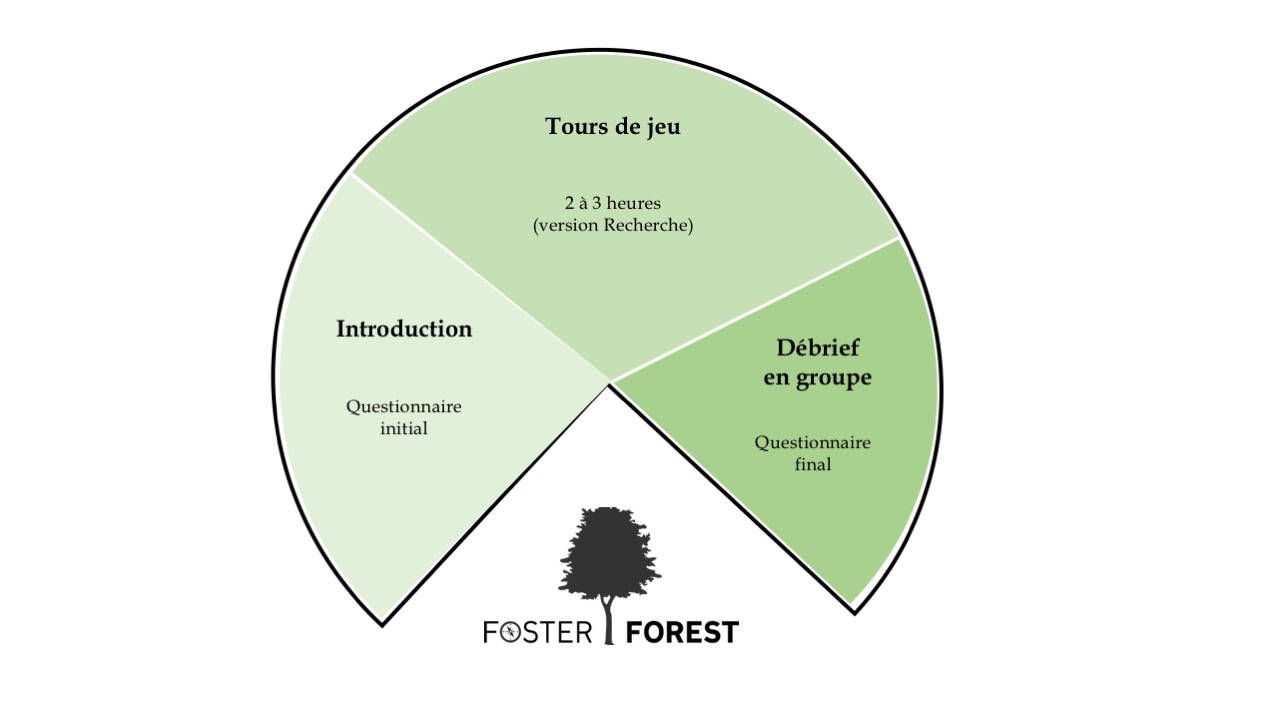 Tours de jeu
2 à 3 heures
(version Recherche)
Introduction
Questionnaire
initial
Débrief
en groupe
Questionnaire
final
FOSTER FOREST